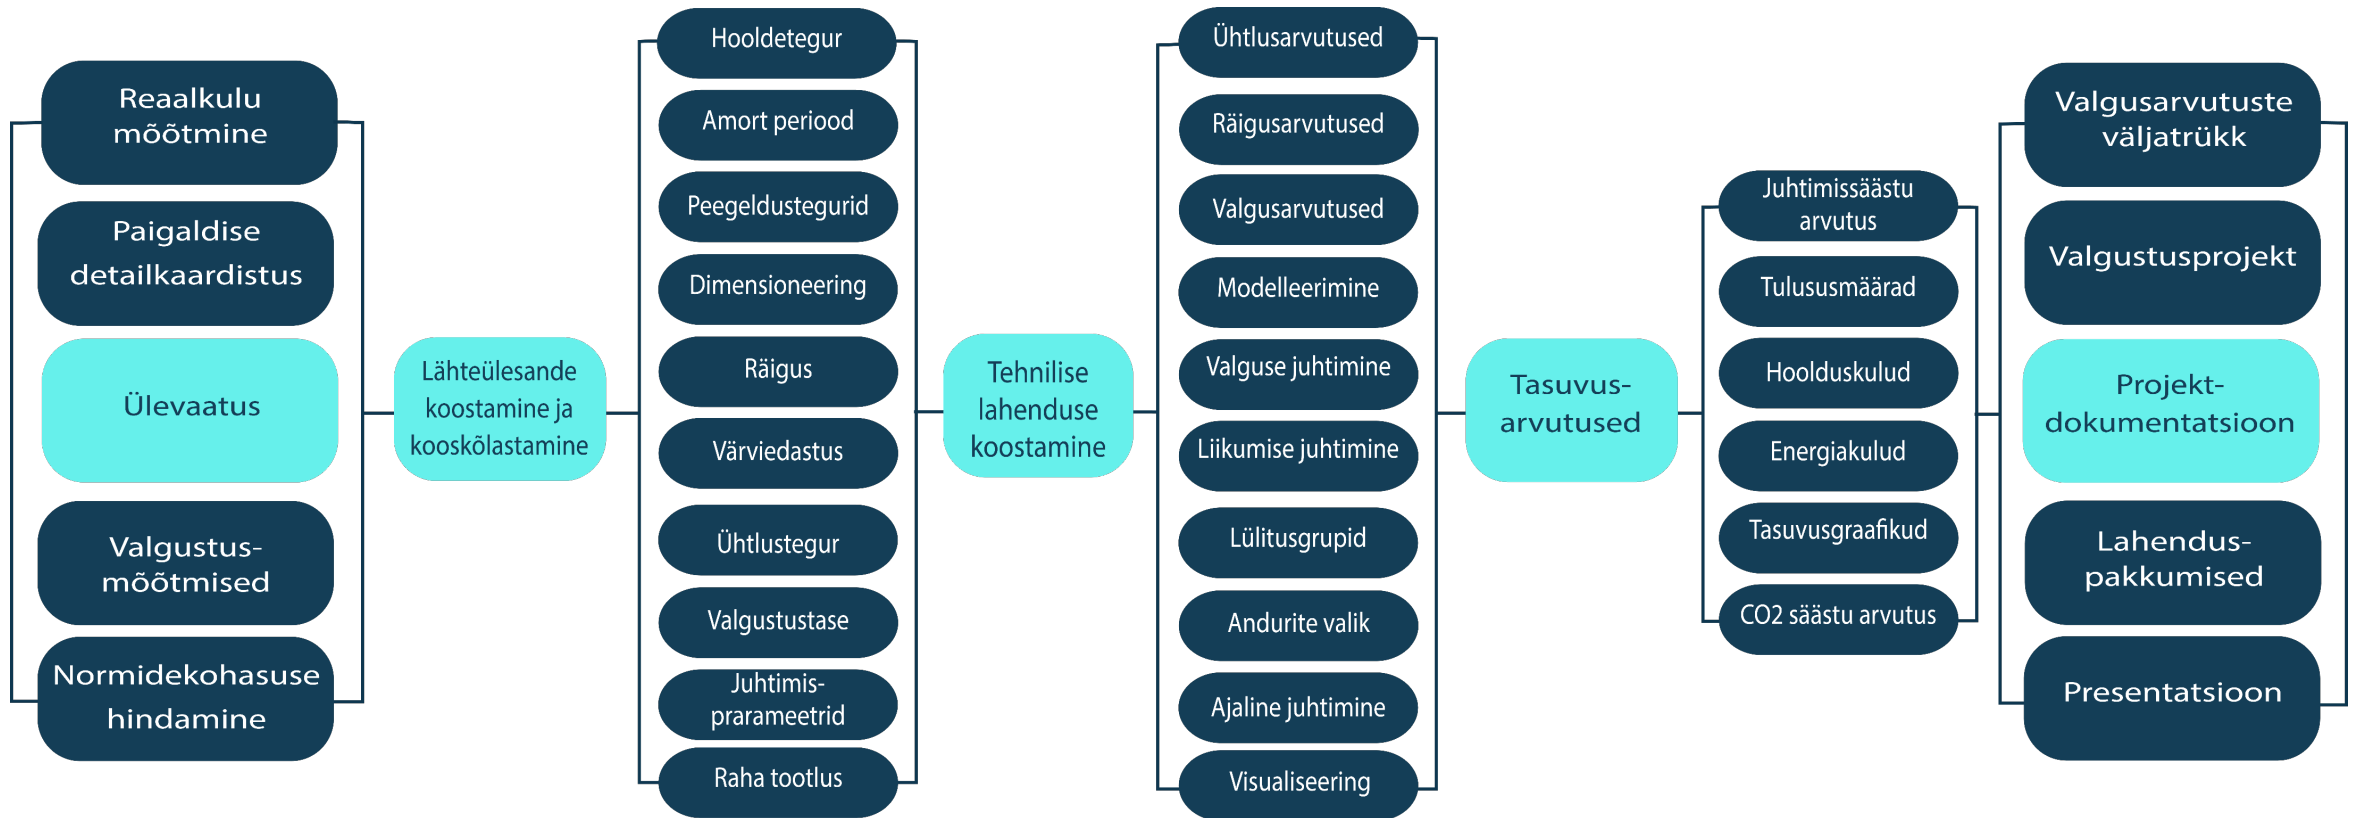 Reaalkulu
mõõtmine
Paigaldise
detailkaardistus
Ülevaatus
Valgustus-
mõõtmised
Normidekohasuse
hindamine
Lähteülesande
koostamine ja
kooskõlastamine
Hooldetegur
Amort periood
Peegeldustegurid
Dimensioneering
Räigus
Värviedastus
Ühtlustegur
Valgustustase
Juhtimis-
prarameetrid
Raha tootlus
Tehnilise
lahenduse
koostamine
Ühtlusarvutused
Räigusarvutused
Valgusarvutused
Modelleerimine
Valguse juhtimine
Liikumise juhtimine
Lülitusgrupid
Andurite valik
Ajaline juhtimine
Visualiseering
Tasuvus-
arvutused
Juhtimissäästu
arvutus
Tulususmäärad
Hoolduskulud
Energiakulud
Tasuvusgraafikud
CO2 säästu arvutus
Valgusarvutuste
väljatrükk
Valgustusprojekt
Projekt-
dokumentatsioon
Lahendus-
pakkumised
Presentatsioon